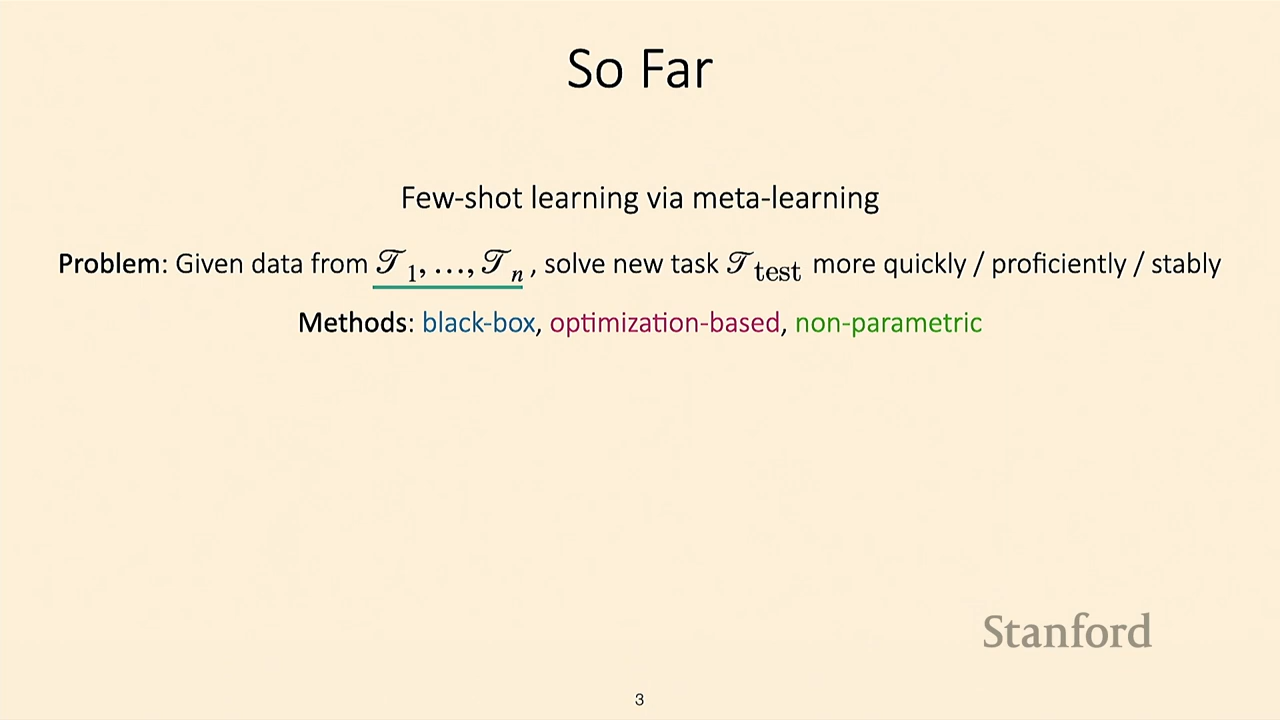 So Far
Few-shot learning via meta-learning
Problem: Given data from 𝒯₁, …, 𝒯ₙ, solve new task 𝒯test more quickly / proficiently / stably
Methods: black-box, optimization-based, non-parametric
Stanford
3